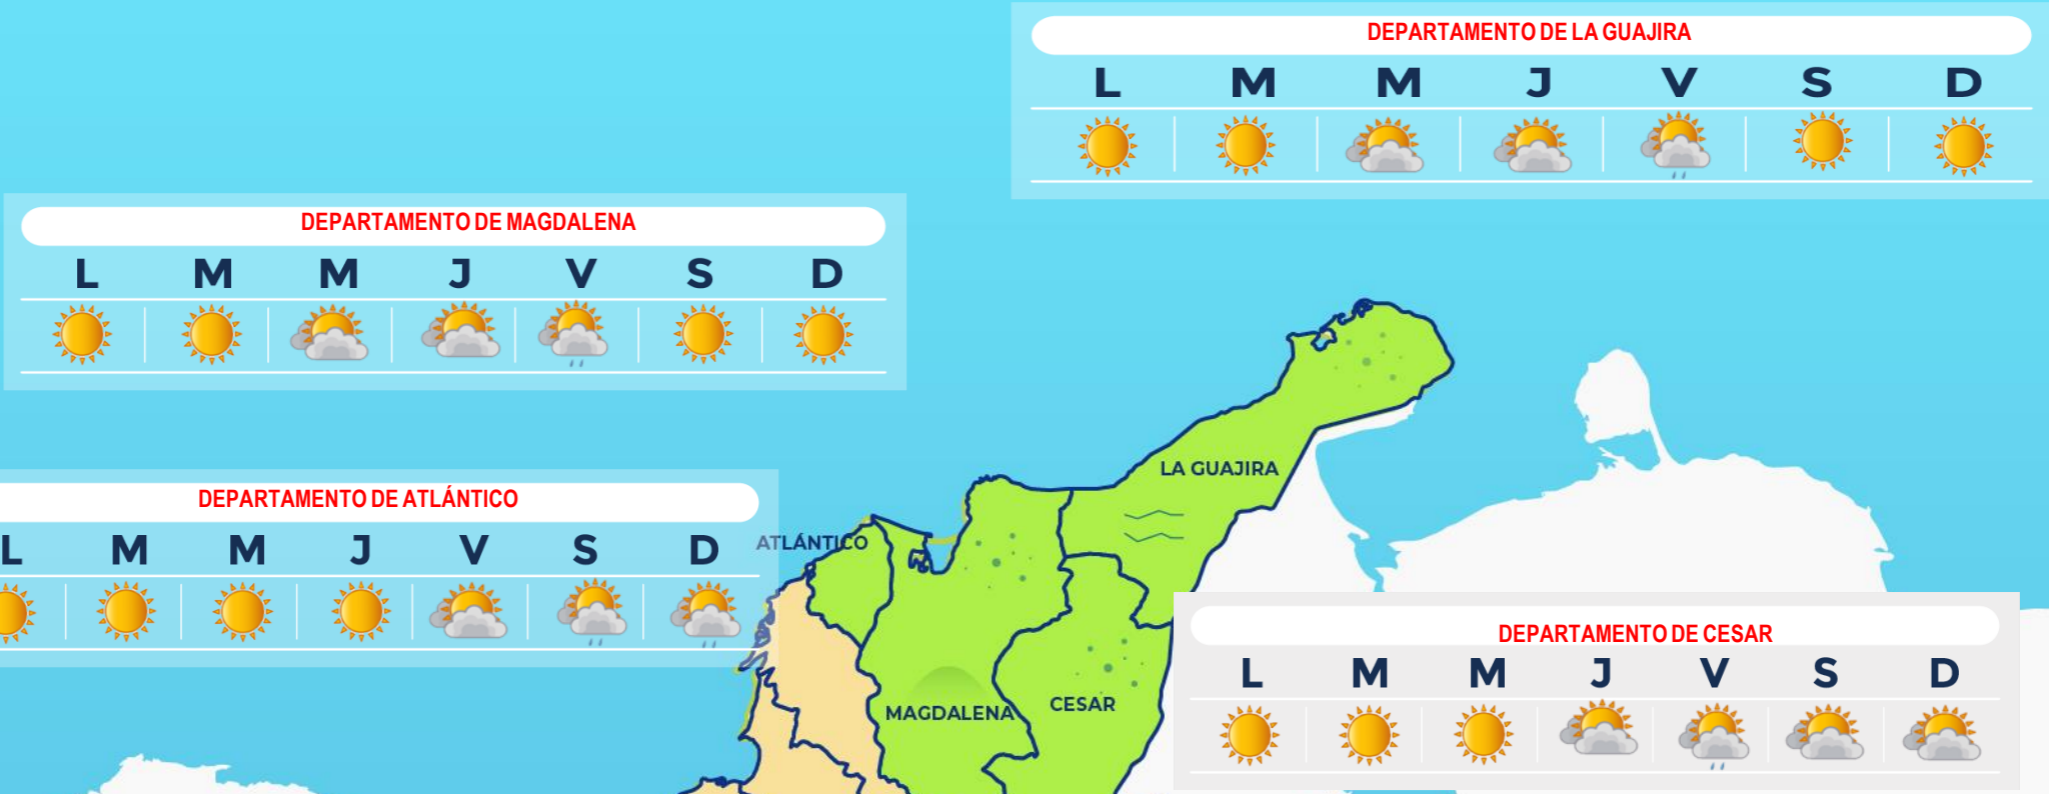 DEPARTAMENTO DE LA GUAJIRA
L M M J V S D
DEPARTAMENTO DE MAGDALENA
L M M J V S D
DEPARTAMENTO DE ATLÁNTICO
L M M J V S D
LA GUAJIRA
ATLÁNTICO
MAGDALENA
CESAR
DEPARTAMENTO DE CESAR
L M M J V S D